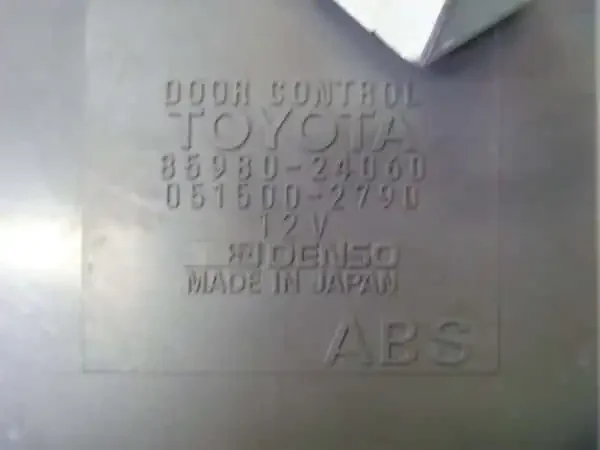 DOOR CONTROL
TOYOTA
85980-24060
051500-2790
12V
DENSO
MADE IN JAPAN
ABS